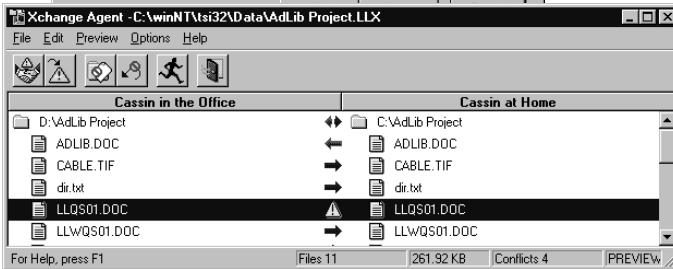 Xchange Agent -C:\winNT\tsi32\Data\AdLib Project.LLX
File Edit Preview Options Help
Cassin in the Office Cassin at Home
D:\AdLib Project C:\AdLib Project
ADLIB.DOC ADLIB.DOC
CABLE.TIF CABLE.TIF
dir.txt dir.txt
LLQS01.DOC LLQS01.DOC
LLWQS01.DOC LLWQS01.DOC
For Help, press F1 Files 11 261.92 KB Conflicts 4 PREVIEW